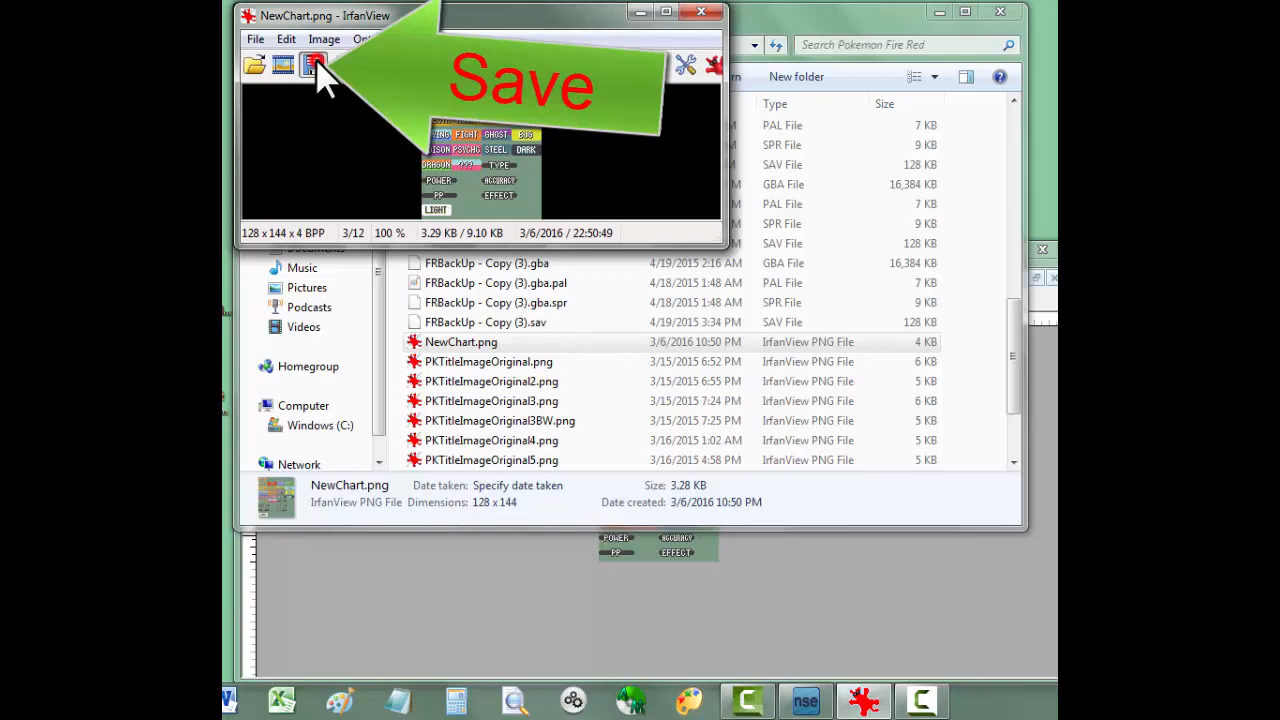 NewChart.png - IrfanView
File Edit Image
Save
FIGHT GHOST BUG
PSYCHC STEEL DARK
DRAGON ??? TYPE
POWER ACCURACY
PP EFFECT
LIGHT
128 x 144 x 4 BPP 3/12 100 % 3.29 KB / 9.10 KB 3/6/2016 / 22:50:49
Search Pokemon Fire Red
New folder
Type Size
PAL File 7 KB
SPR File 9 KB
SAV File 128 KB
GBA File 16,384 KB
PAL File 7 KB
SPR File 9 KB
SAV File 128 KB
Music
Pictures
Podcasts
Videos
Homegroup
Computer
Windows (C:)
Network
FRBackUp - Copy (3).gba 4/19/2015 2:16 AM GBA File 16,384 KB
FRBackUp - Copy (3).gba.pal 4/18/2015 1:48 AM PAL File 7 KB
FRBackUp - Copy (3).gba.spr 4/18/2015 1:48 AM SPR File 9 KB
FRBackUp - Copy (3).sav 4/19/2015 3:34 PM SAV File 128 KB
NewChart.png 3/6/2016 10:50 PM IrfanView PNG File 4 KB
PKTitleImageOriginal.png 3/15/2015 6:52 PM IrfanView PNG File 6 KB
PKTitleImageOriginal2.png 3/15/2015 6:55 PM IrfanView PNG File 6 KB
PKTitleImageOriginal3.png 3/15/2015 7:24 PM IrfanView PNG File 6 KB
PKTitleImageOriginal3BW.png 3/15/2015 7:25 PM IrfanView PNG File 5 KB
PKTitleImageOriginal4.png 3/16/2015 1:02 AM IrfanView PNG File 5 KB
PKTitleImageOriginal5.png 3/16/2015 4:58 PM IrfanView PNG File 5 KB
NewChart.png Date taken: Specify date taken Size: 3.28 KB
IrfanView PNG File Dimensions: 128 x 144 Date created: 3/6/2016 10:50 PM
POWER ACCURACY
PP EFFECT
nse